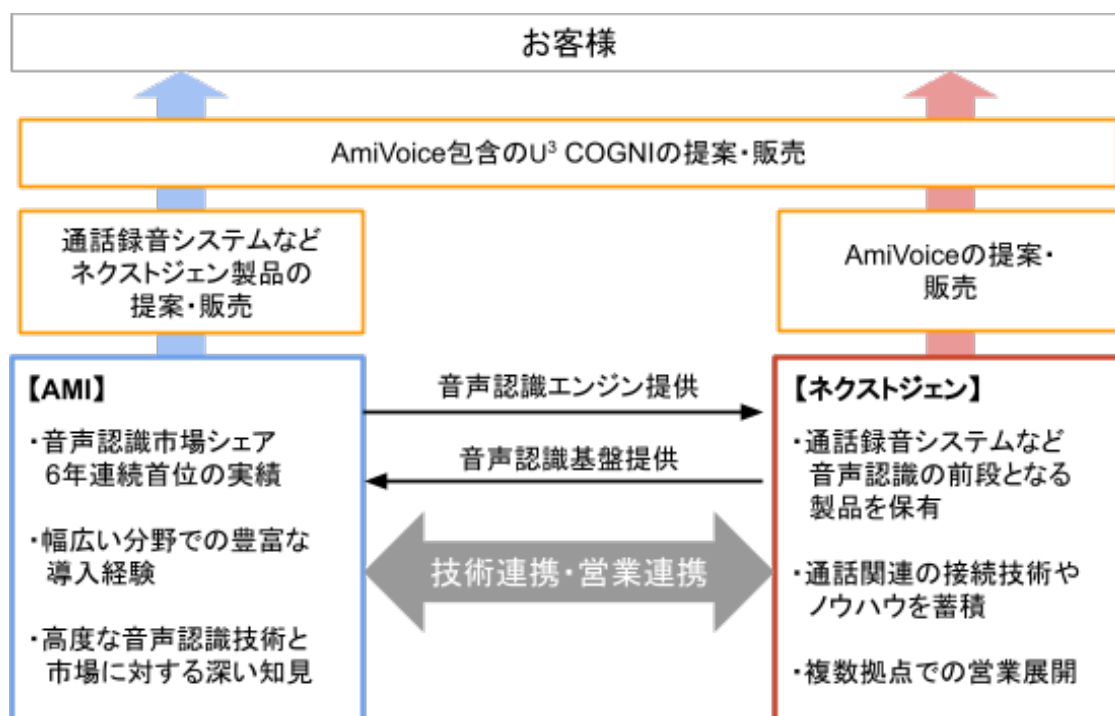 お客様
AmiVoice包含のU³ COGNIの提案・販売
通話録音システムなど
ネクストジェン製品の
提案・販売
AmiVoiceの提案・
販売
【AMI】
・音声認識市場シェア
6年連続首位の実績
・幅広い分野での豊富な
導入経験
・高度な音声認識技術と
市場に対する深い知見
音声認識エンジン提供
音声認識基盤提供
技術連携・営業連携
【ネクストジェン】
・通話録音システムなど
音声認識の前段となる
製品を保有
・通話関連の接続技術や
ノウハウを蓄積
・複数拠点での営業展開